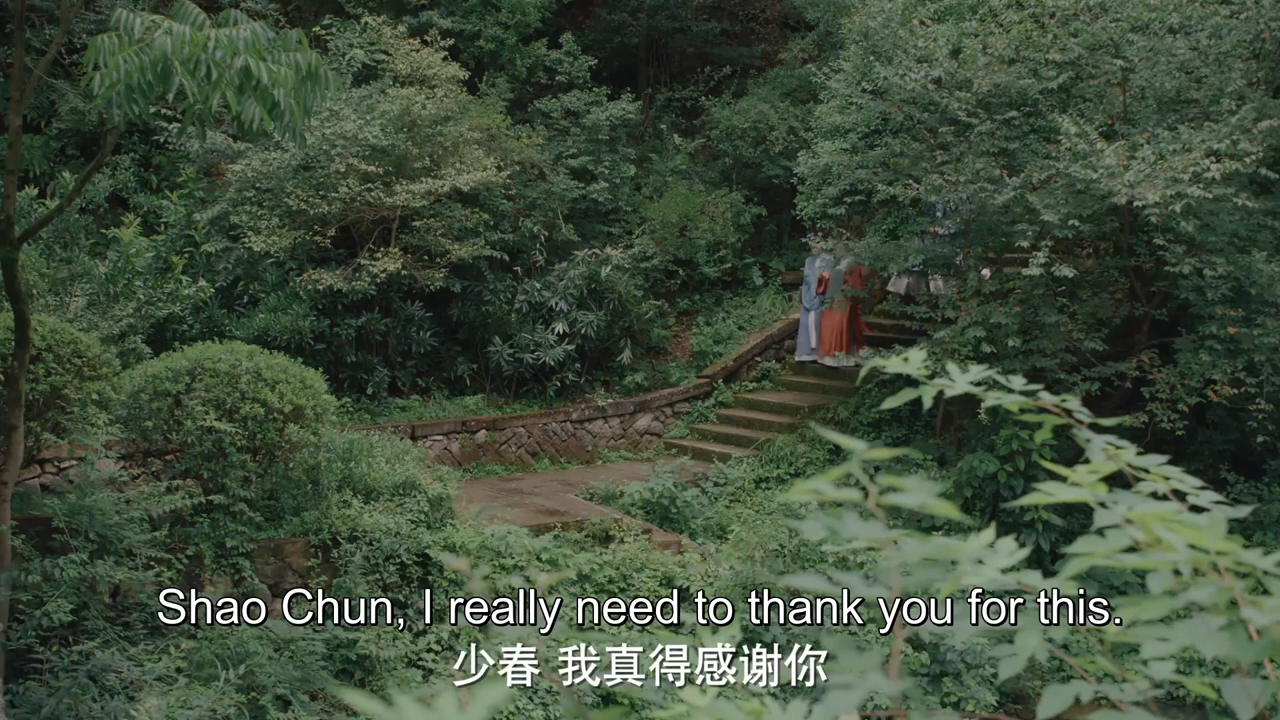 Shao Chun, I really need to thank you for this.
少春 我真得感谢你